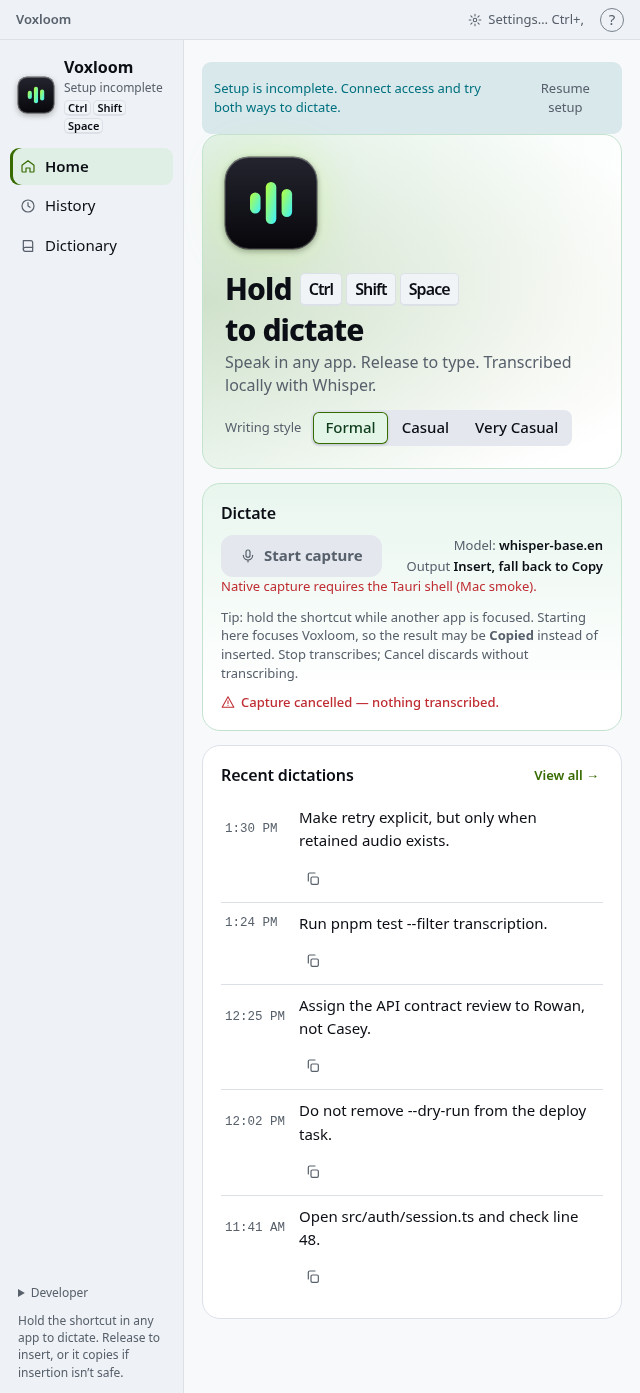 Voxloom
Settings... Ctrl+,
?
Voxloom
Setup incomplete
Ctrl Shift
Space
Home
History
Dictionary
Setup is incomplete. Connect access and try
both ways to dictate.
Resume
setup
Hold Ctrl Shift Space
to dictate
Speak in any app. Release to type. Transcribed
locally with Whisper.
Writing style Formal Casual Very Casual
Dictate
Start capture
Model: whisper-base.en
Output Insert, fall back to Copy
Native capture requires the Tauri shell (Mac smoke).
Tip: hold the shortcut while another app is focused. Starting
here focuses Voxloom, so the result may be Copied instead of
inserted. Stop transcribes; Cancel discards without
transcribing.
Capture cancelled — nothing transcribed.
Recent dictations
View all →
1:30 PM
Make retry explicit, but only when
retained audio exists.
1:24 PM
Run pnpm test --filter transcription.
12:25 PM
Assign the API contract review to Rowan,
not Casey.
12:02 PM
Do not remove --dry-run from the deploy
task.
11:41 AM
Open src/auth/session.ts and check line
48.
Developer
Hold the shortcut in any
app to dictate. Release to
insert, or it copies if
insertion isn’t safe.